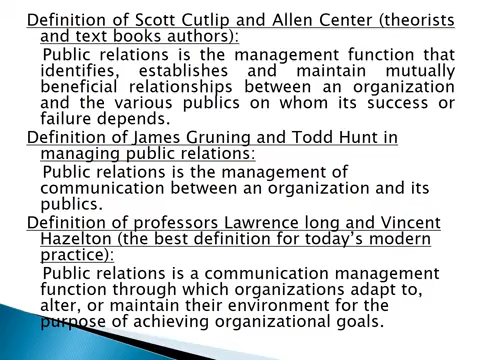 Definition of Scott Cutlip and Allen Center (theorists
and text books authors):
Public relations is the management function that
identifies, establishes and maintain mutually
beneficial relationships between an organization
and the various publics on whom its success or
failure depends.
Definition of James Gruning and Todd Hunt in
managing public relations:
Public relations is the management of
communication between an organization and its
publics.
Definition of professors Lawrence long and Vincent
Hazelton (the best definition for today's modern
practice):
Public relations is a communication management
function through which organizations adapt to,
alter, or maintain their environment for the
purpose of achieving organizational goals.